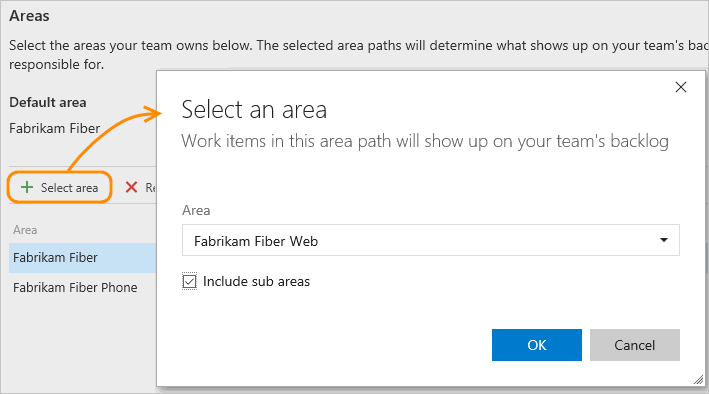 Areas
Select the areas your team owns below. The selected area paths will determine what shows up on your team's
responsible for.
Default area
Fabrikam Fiber
Select area
Area
Fabrikam Fiber
Fabrikam Fiber Phone
Select an area
Work items in this area path will show up on your team's backlog
Area
Fabrikam Fiber Web
Include sub areas
OK
Cancel